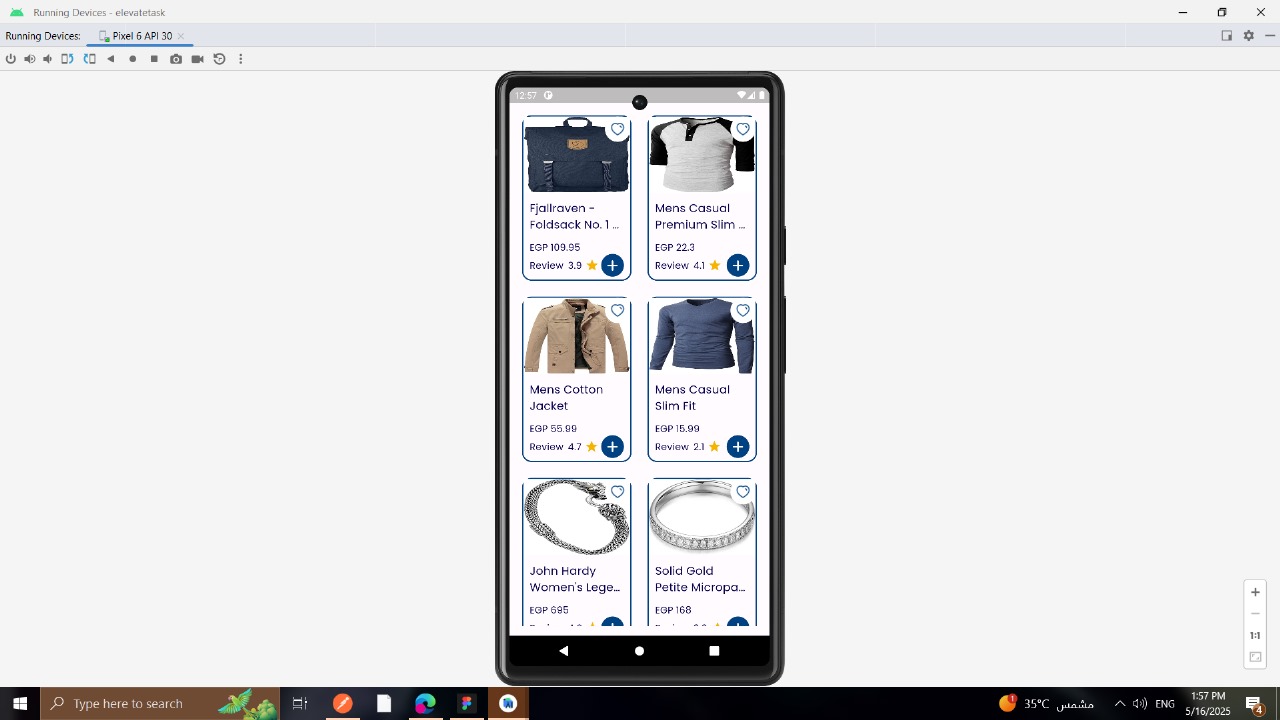 Running Devices - elevatetask
Running Devices:
Pixel 6 API 30
12:57
Fjallraven -
Foldsack No. 1 ...
EGP 109.95
Review 3.9
Mens Casual
Premium Slim ...
EGP 22.3
Review 4.1
Mens Cotton
Jacket
EGP 55.99
Review 4.7
Mens Casual
Slim Fit
EGP 15.99
Review 2.1
John Hardy
Women's Lege...
EGP 695
Solid Gold
Petite Micropa...
EGP 168
1:1
Type here to search
1
35°C
مشمس
ENG
1:57 PM
5/16/2025
4